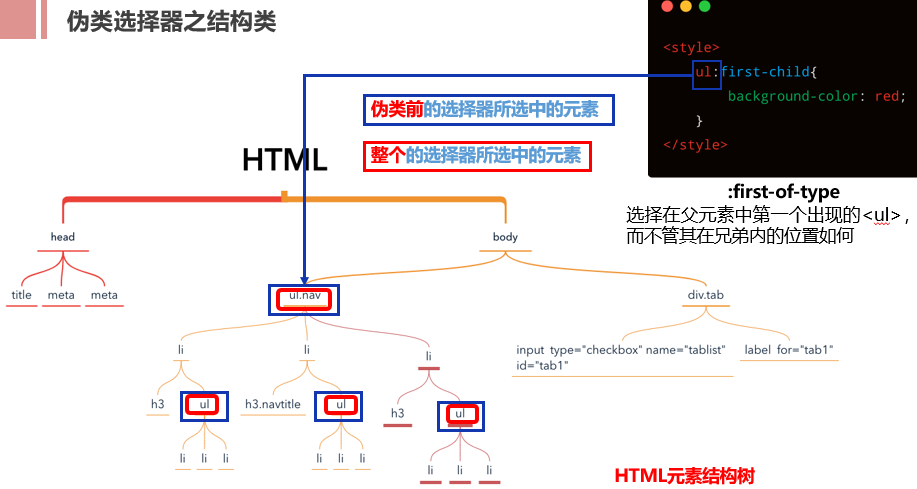 伪类选择器之结构类
<style>
ul:first-child{
background-color: red;
}
</style>
伪类前的选择器所选中的元素
整个的选择器所选中的元素
HTML
:first-of-type
选择在父元素中第一个出现的<ul>，
而不管其在兄弟内的位置如何
head
body
title meta meta
ul.nav
div.tab
li
li
li
input type="checkbox" name="tablist"
id="tab1"
label for="tab1"
h3
ul
h3.navtitle
ul
h3
ul
li li li
li li li
li li li
HTML元素结构树